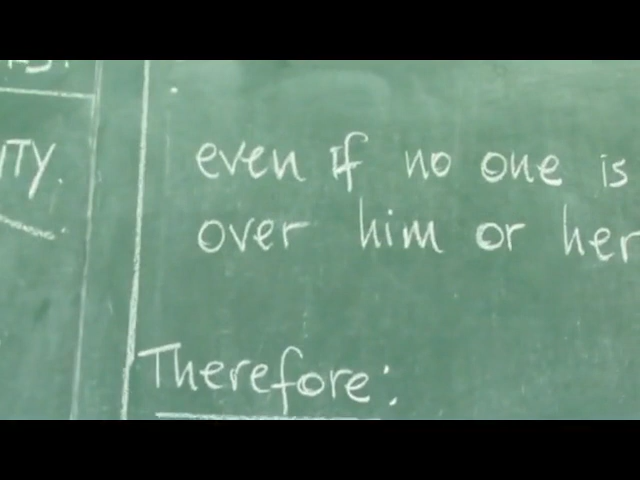 ITY.
even if no one is
over him or her
Therefore: